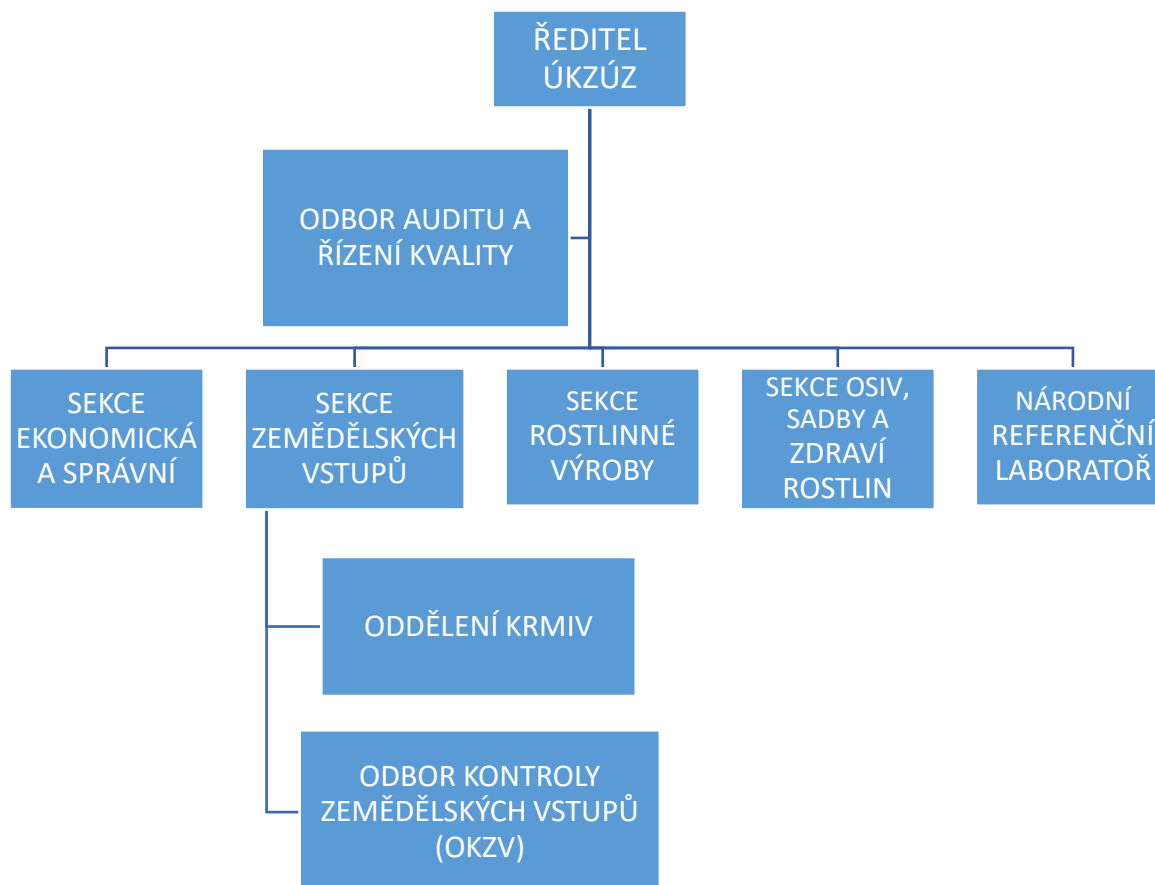 ŘEDITEL
ÚKZÚZ
ODBOR AUDITU A
ŘÍZENÍ KVALITY
SEKCE
EKONOMICKÁ
A SPRÁVNÍ
SEKCE
ZEMĚDĚLSKÝCH
VSTUPŮ
SEKCE
ROSTLINNÉ
VÝROBY
SEKCE OSIV,
SADBY A
ZDRAVÍ
ROSTLIN
NÁRODNÍ
REFERENČNÍ
LABORATOŘ
ODDĚLENÍ KRMIV
ODBOR KONTROLY
ZEMĚDĚLSKÝCH VSTUPŮ
(OKZV)